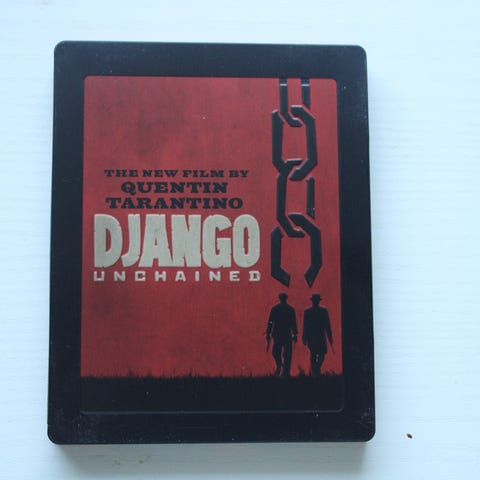 THE NEW FILM BY
QUENTIN
TARANTINO
DJANGO
UNCHAINED